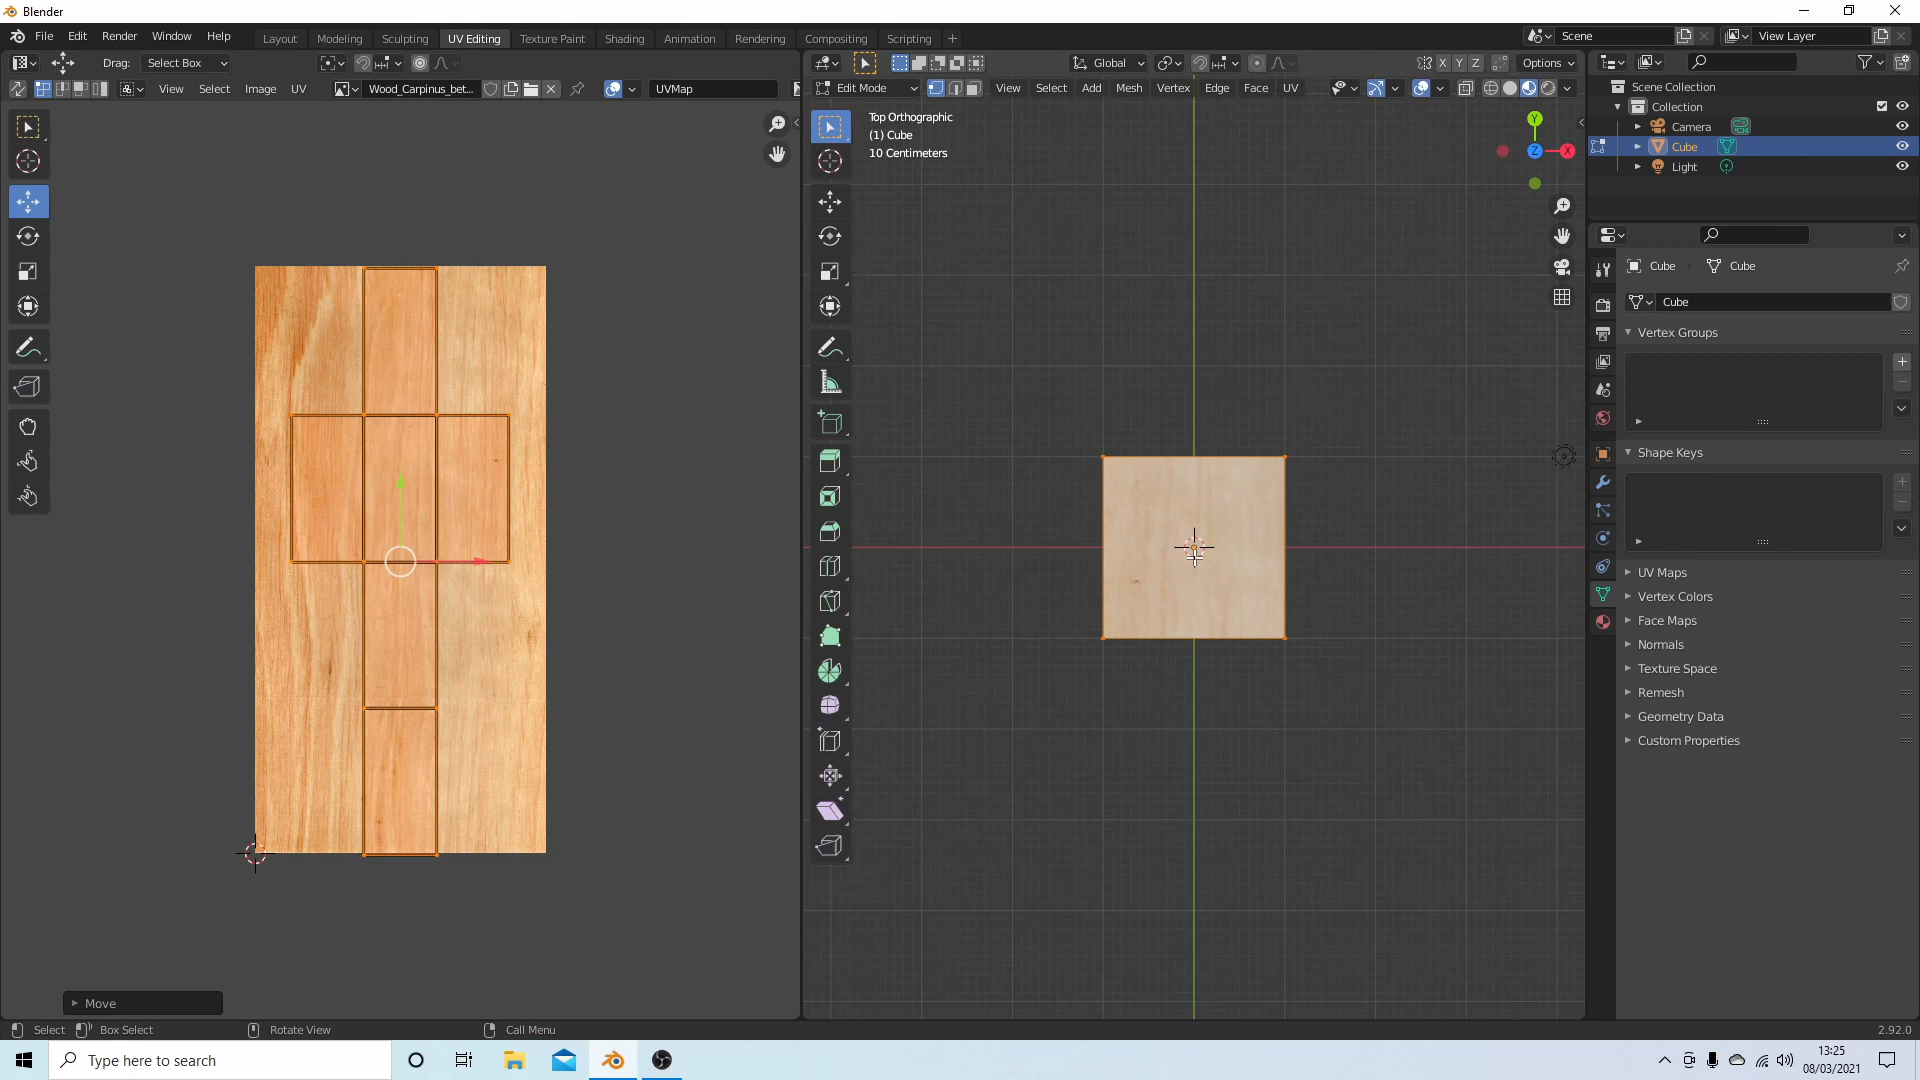 Blender
File Edit Render Window Help Layout Modeling Sculpting UV Editing Texture Paint Shading Animation Rendering Compositing Scripting + Scene View Layer
Drag: Select Box Global X Y Z Options
View Select Image UV Wood_Carpinus_bet... UVMap Edit Mode View Select Add Mesh Vertex Edge Face UV
Scene Collection
Collection
Camera
Cube
Light
Top Orthographic
(1) Cube
10 Centimeters
Y
Z
X
Cube Cube
Cube
Vertex Groups
Shape Keys
UV Maps
Vertex Colors
Face Maps
Normals
Texture Space
Remesh
Geometry Data
Custom Properties
Move
Select Box Select Rotate View Call Menu 2.92.0
Type here to search
13:25
08/03/2021